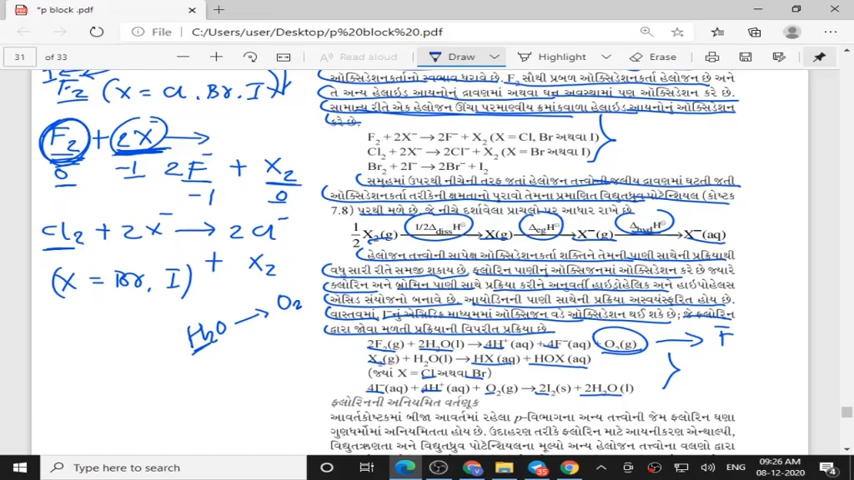 *p block .pdf
File | C:/Users/user/Desktop/p%20block%20.pdf
31 of 33 Read aloud Draw Highlight Erase
F2 (X = Cl, Br, I)
F2 + 2X⁻ →
0 -1 2F⁻ + X2
-1 0
Cl2 + 2X⁻ → 2Cl⁻
+ X2
(X = Br, I)
H2O → O2
ઓક્સિડેશનકર્તાનો સ્વભાવ ધરાવે છે. F2 સૌથી પ્રબળ ઓક્સિડેશનકર્તા હેલોજન છે અને
તે અન્ય હેલાઇડ આયનોનું દ્રાવણમાં અથવા ઘન અવસ્થામાં પણ ઓક્સિડેશન કરે છે.
સામાન્ય રીતે એક હેલોજન ઊંચા પરમાણ્વીય ક્રમાંકવાળા હેલાઇડ આયનોનું ઓક્સિડેશન
કરે છે.
F2 + 2X⁻ → 2F⁻ + X2 (X = Cl, Br અથવા I)
Cl2 + 2X⁻ → 2Cl⁻ + X2 (X = Br અથવા I)
Br2 + 2I⁻ → 2Br⁻ + I2
સમૂહમાં ઉપરથી નીચેની તરફ જતાં હેલોજન તત્ત્વોની જલીય દ્રાવણમાં ઘટતી જતી
ઓક્સિડેશનકર્તા તરીકેની ક્ષમતાનો પુરાવો તેમના પ્રમાણિત વિદ્યુતધ્રુવ પોટેન્શિયલ (કોષ્ટક
7.8) પરથી મળે છે. જે નીચે દર્શાવેલા પ્રાચલો પર આધાર રાખે છે.
1/2 X2(g) 1/2ΔdissH⊖ → X(g) ΔegH⊖ → X⁻(g) ΔhydH⊖ → X⁻(aq)
હેલોજન તત્ત્વોની સાપેક્ષ ઓક્સિડેશનકર્તા શક્તિને તેમની પાણી સાથેની પ્રક્રિયાથી
વધુ સારી રીતે સમજી શકાય છે. ફ્લોરિન પાણીનું ઓક્સિજનમાં ઓક્સિડેશન કરે છે જ્યારે
ક્લોરિન અને બ્રોમિન પાણી સાથે પ્રક્રિયા કરીને અનુવર્તી હાઇડ્રોહેલિક અને હાઇપોહેલસ
એસિડ સંયોજનો બનાવે છે. આયોડિનની પાણી સાથેની પ્રક્રિયા અસ્વયંસ્ફુરિત હોય છે.
વાસ્તવમાં, I⁻નું એસિડિક માધ્યમમાં ઓક્સિજન વડે ઓક્સિડેશન થઈ શકે છે; જે ફ્લોરિન
દ્વારા જોવા મળતી પ્રક્રિયાની વિપરીત પ્રક્રિયા છે.
2F2(g) + 2H2O(l) → 4H⁺(aq) + 4F⁻(aq) + O2(g) → F
X2(g) + H2O(l) → HX(aq) + HOX(aq)
(જ્યાં X = Cl અથવા Br)
4I⁻(aq) + 4H⁺(aq) + O2(g) → 2I2(s) + 2H2O(l)
ફ્લોરિનની અનિયમિત વર્તણૂક
આવર્તકોષ્ટકમાં બીજા આવર્તમાં રહેલા p-વિભાગના અન્ય તત્ત્વોની જેમ ફ્લોરિન ઘણા
ગુણધર્મોમાં અનિયમિતતા હોય છે. ઉદાહરણ તરીકે ફ્લોરિન માટે આયનીકરણ એન્થાલ્પી,
વિદ્યુતઋણતા અને વિદ્યુતધ્રુવ પોટેન્શિયલના મૂલ્યો અન્ય હેલોજન તત્ત્વોના વલણો દ્વારા
Type here to search
35
ENG
09:26 AM
08-12-2020
4